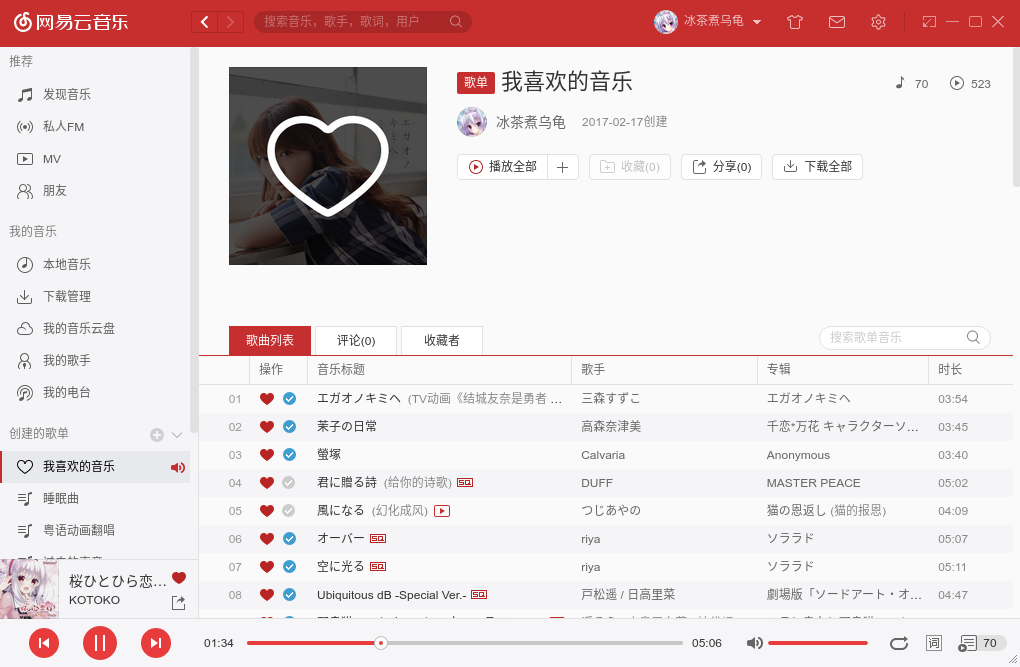 网易云音乐
搜索音乐，歌手，歌词，用户
冰茶煮乌龟
推荐
发现音乐
私人FM
MV
朋友
我的音乐
本地音乐
下载管理
我的音乐云盘
我的歌手
我的电台
创建的歌单
我喜欢的音乐
睡眠曲
粤语动画翻唱
桜ひとひら恋…
KOTOKO
エガオノ
キミヘ
歌单 我喜欢的音乐
70 523
冰茶煮乌龟 2017-02-17创建
播放全部 收藏(0) 分享(0) 下载全部
歌曲列表 评论(0) 收藏者
搜索歌单音乐
操作 音乐标题 歌手 专辑 时长
01 エガオノキミヘ (TV动画《结城友奈是勇者 … 三森すずこ エガオノキミヘ 03:54
02 茉子の日常 高森奈津美 千恋*万花 キャラクターソ… 03:45
03 螢塚 Calvaria Anonymous 03:40
04 君に贈る詩 (给你的诗歌) SQ DUFF MASTER PEACE 05:02
05 風になる (幻化成风) つじあやの 猫の恩返し (猫的报恩) 04:09
06 オーバー SQ riya ソララド 05:07
07 空に光る SQ riya ソララド 05:11
08 Ubiquitous dB -Special Ver.- SQ 戸松遥 / 日高里菜 劇場版「ソードアート・オ… 04:47
01:34 05:06 词 70